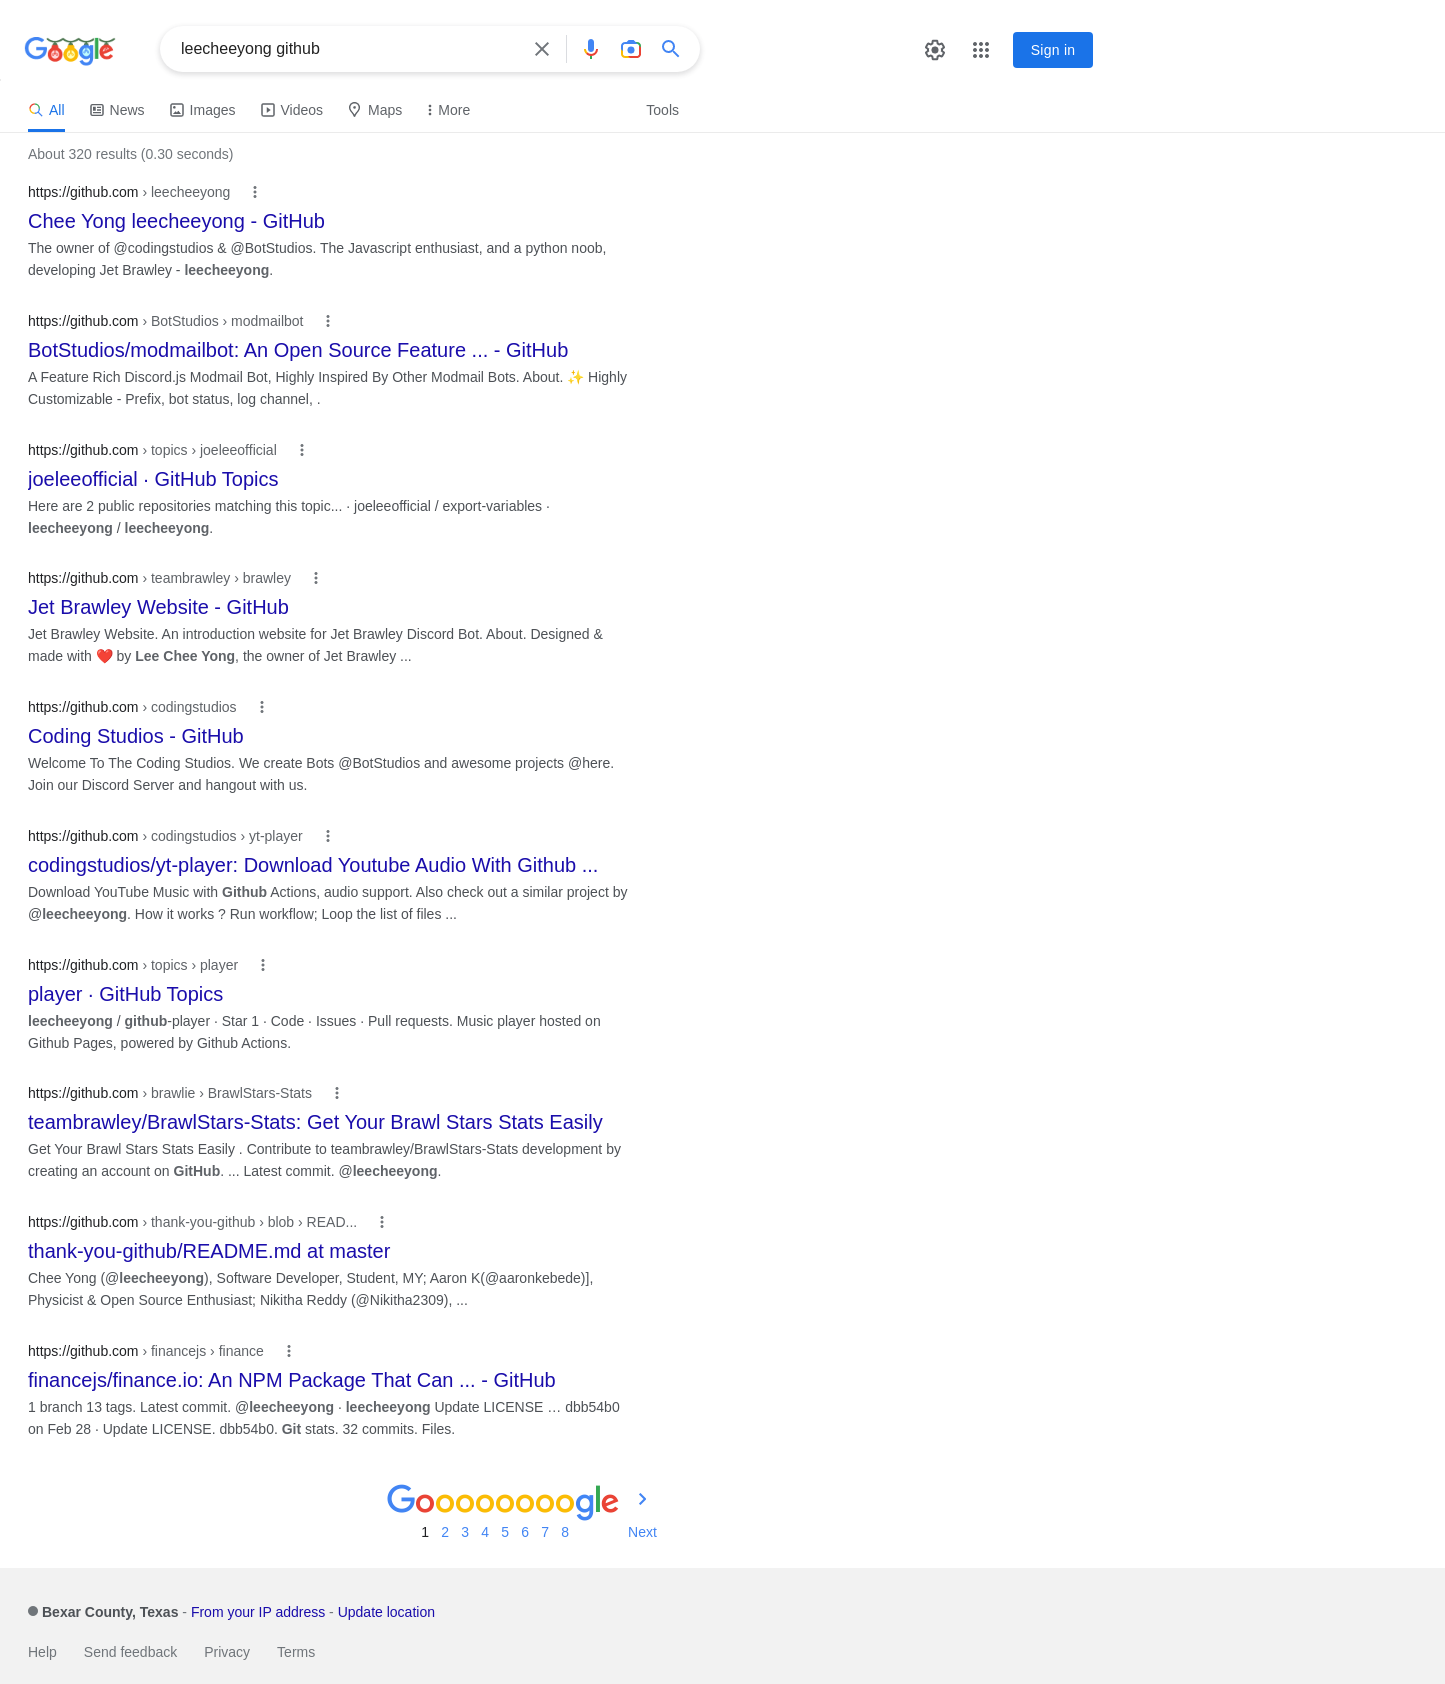 Google
leecheeyong github
Sign in
All
News
Images
Videos
Maps
More
Tools
About 320 results (0.30 seconds)
https://github.com › leecheeyong
Chee Yong leecheeyong - GitHub
The owner of @codingstudios & @BotStudios. The Javascript enthusiast, and a python noob,
developing Jet Brawley - leecheeyong.
https://github.com › BotStudios › modmailbot
BotStudios/modmailbot: An Open Source Feature ... - GitHub
A Feature Rich Discord.js Modmail Bot, Highly Inspired By Other Modmail Bots. About. ✨ Highly
Customizable - Prefix, bot status, log channel, .
https://github.com › topics › joeleeofficial
joeleeofficial · GitHub Topics
Here are 2 public repositories matching this topic... · joeleeofficial / export-variables ·
leecheeyong / leecheeyong.
https://github.com › teambrawley › brawley
Jet Brawley Website - GitHub
Jet Brawley Website. An introduction website for Jet Brawley Discord Bot. About. Designed &
made with ❤️ by Lee Chee Yong, the owner of Jet Brawley ...
https://github.com › codingstudios
Coding Studios - GitHub
Welcome To The Coding Studios. We create Bots @BotStudios and awesome projects @here.
Join our Discord Server and hangout with us.
https://github.com › codingstudios › yt-player
codingstudios/yt-player: Download Youtube Audio With Github ...
Download YouTube Music with Github Actions, audio support. Also check out a similar project by
@leecheeyong. How it works ? Run workflow; Loop the list of files ...
https://github.com › topics › player
player · GitHub Topics
leecheeyong / github-player · Star 1 · Code · Issues · Pull requests. Music player hosted on
Github Pages, powered by Github Actions.
https://github.com › brawlie › BrawlStars-Stats
teambrawley/BrawlStars-Stats: Get Your Brawl Stars Stats Easily
Get Your Brawl Stars Stats Easily . Contribute to teambrawley/BrawlStars-Stats development by
creating an account on GitHub. ... Latest commit. @leecheeyong.
https://github.com › thank-you-github › blob › READ...
thank-you-github/README.md at master
Chee Yong (@leecheeyong), Software Developer, Student, MY; Aaron K(@aaronkebede)],
Physicist & Open Source Enthusiast; Nikitha Reddy (@Nikitha2309), ...
https://github.com › financejs › finance
financejs/finance.io: An NPM Package That Can ... - GitHub
1 branch 13 tags. Latest commit. @leecheeyong · leecheeyong Update LICENSE … dbb54b0
on Feb 28 · Update LICENSE. dbb54b0. Git stats. 32 commits. Files.
Goooooooogle
1 2 3 4 5 6 7 8 Next
Bexar County, Texas - From your IP address - Update location
Help Send feedback Privacy Terms